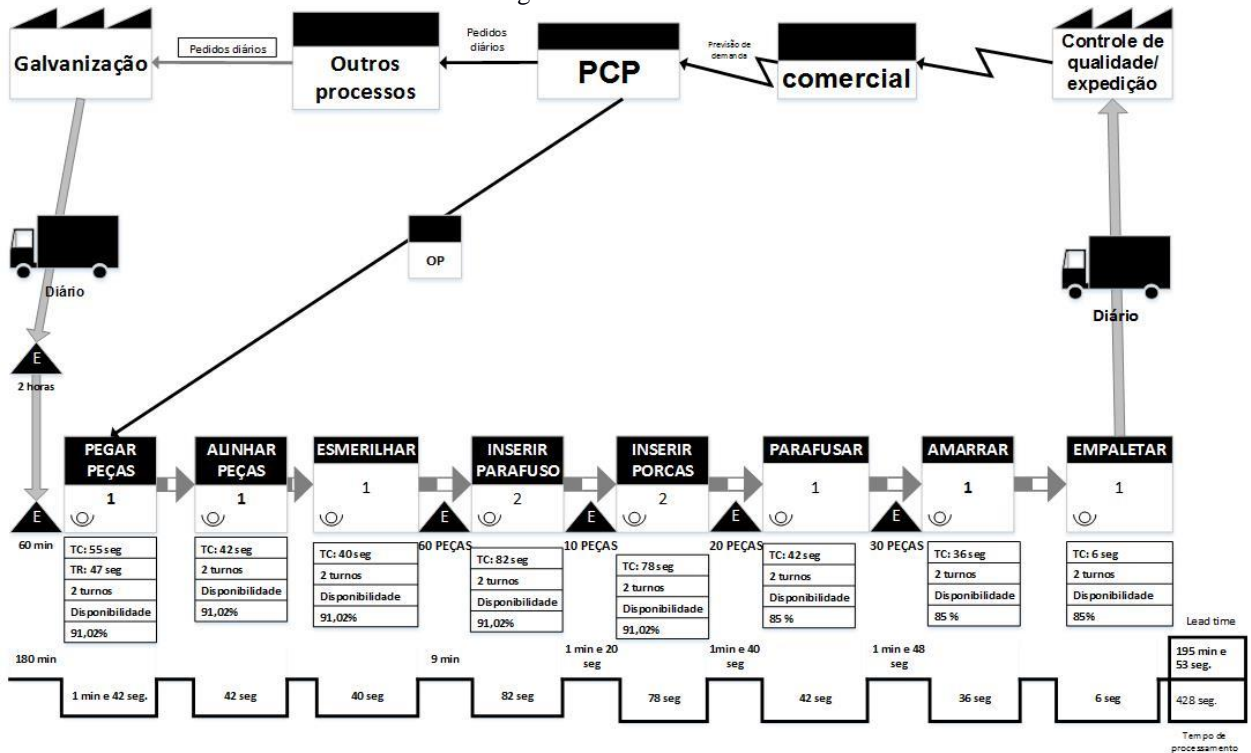 Galvanização
Pedidos diários
Outros
processos
Pedidos
diários
PCP
Previsão de
demanda
comercial
Controle de
qualidade/
expedição
Diário
E
2 horas
OP
Diário
PEGAR
PEÇAS
1
ALINHAR
PEÇAS
1
ESMERILHAR
1
INSERIR
PARAFUSO
2
INSERIR
PORCAS
2
PARAFUSAR
1
AMARRAR
1
EMPALETAR
1
E
60 min
E
60 PEÇAS
E
10 PEÇAS
E
20 PEÇAS
E
30 PEÇAS
TC: 55 seg
TR: 47 seg
2 turnos
Disponibilidade
91,02%
TC: 42 seg
2 turnos
Disponibilidade
91,02%
TC: 40 seg
2 turnos
Disponibilidade
91,02%
TC: 82 seg
2 turnos
Disponibilidade
91,02%
TC: 78 seg
2 turnos
Disponibilidade
91,02%
TC: 42 seg
2 turnos
Disponibilidade
85 %
TC: 36 seg
2 turnos
Disponibilidade
85 %
TC: 6 seg
2 turnos
Disponibilidade
85%
180 min
9 min
1 min e 20
seg
1min e 40
seg
1 min e 48
seg
1 min e 42 seg.
42 seg
40 seg
82 seg
78 seg
42 seg
36 seg
6 seg
Lead time
195 min e
53 seg.
428 seg.
Tempo de
processamento